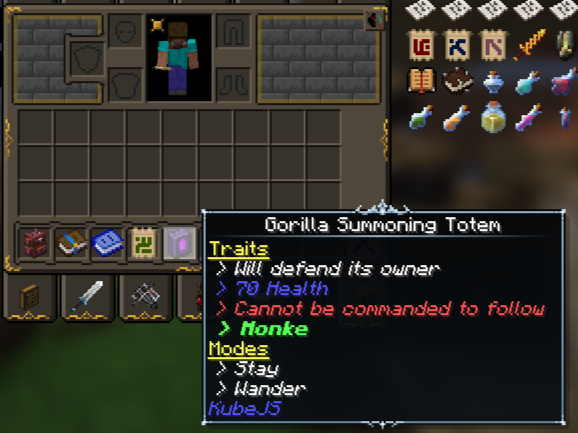 Gorilla Summoning Totem
Traits
> Will defend its owner
> 70 Health
> Cannot be commanded to follow
> Monke
Modes
> Stay
> Wander
KubeJS